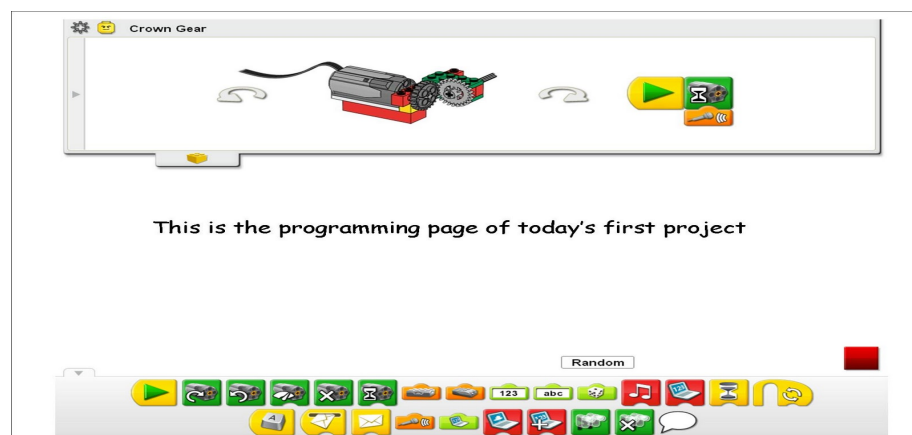 Crown Gear
This is the programming page of today's first project
Random
123
abc
A